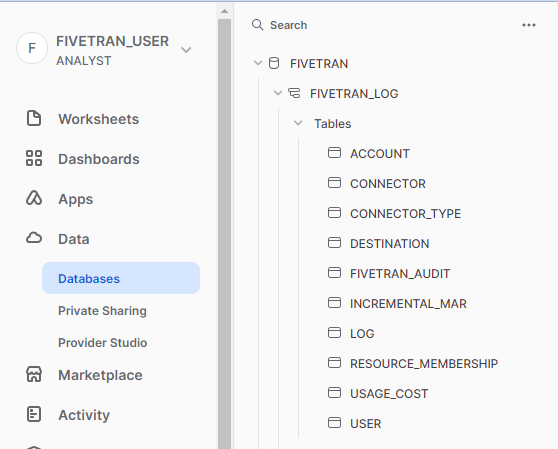 F
FIVETRAN_USER
ANALYST
Worksheets
Dashboards
Apps
Data
Databases
Private Sharing
Provider Studio
Marketplace
Activity
Search
FIVETRAN
FIVETRAN_LOG
Tables
ACCOUNT
CONNECTOR
CONNECTOR_TYPE
DESTINATION
FIVETRAN_AUDIT
INCREMENTAL_MAR
LOG
RESOURCE_MEMBERSHIP
USAGE_COST
USER